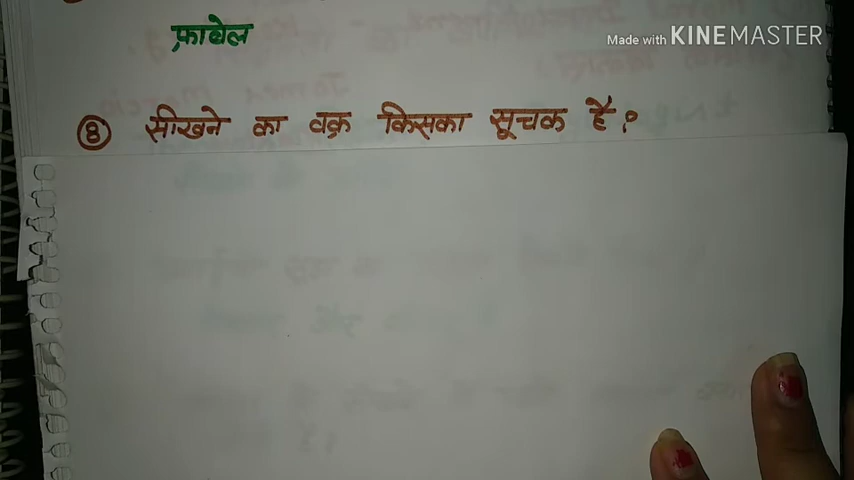 फ्राबेल
Made with KINEMASTER
⑧ सीखने का वक्र किसका सूचक है?